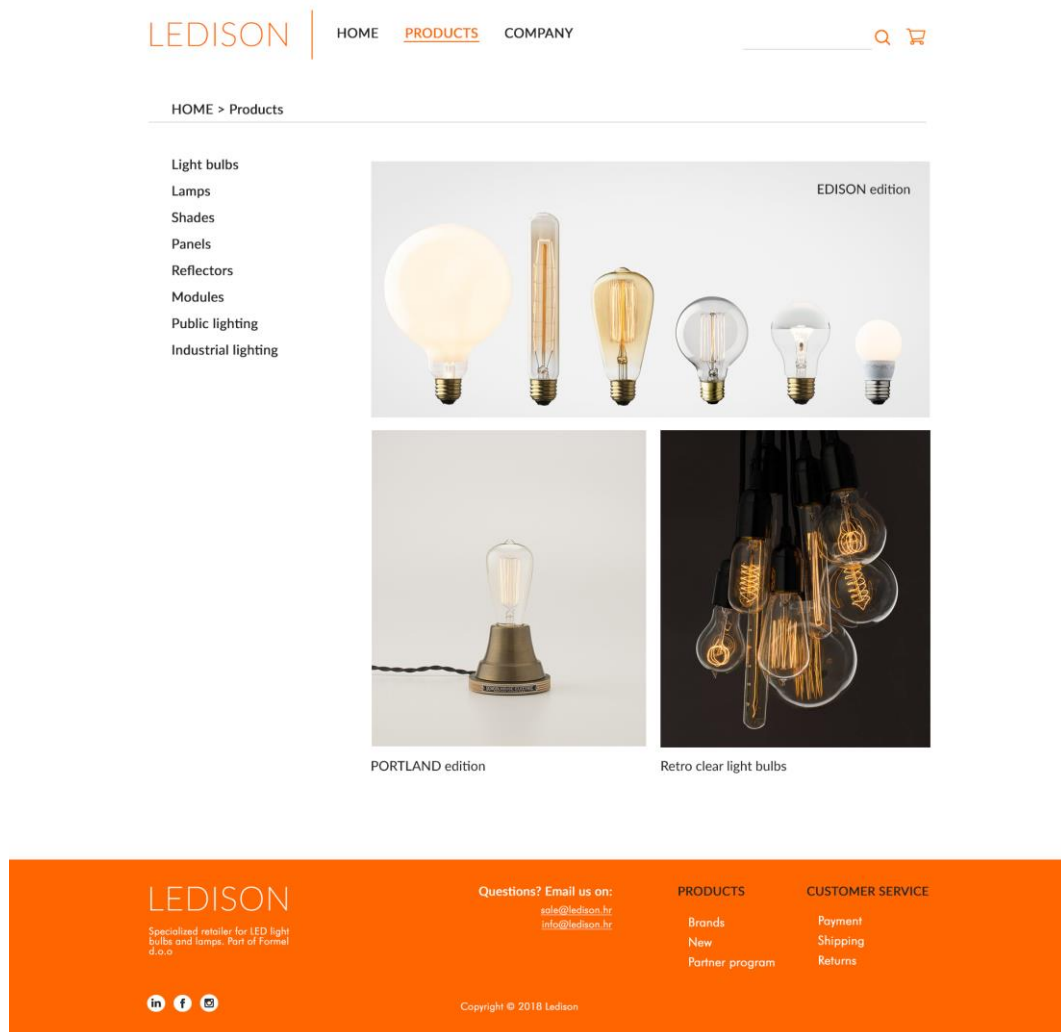 LEDISON
HOME PRODUCTS COMPANY
HOME > Products
Light bulbs
Lamps
Shades
Panels
Reflectors
Modules
Public lighting
Industrial lighting
EDISON edition
PORTLAND edition
Retro clear light bulbs
LEDISON
Specialized retailer for LED light
bulbs and lamps. Part of Formel
d.o.o
Questions? Email us on:
sale@ledison.hr
info@ledison.hr
PRODUCTS
Brands
New
Partner program
CUSTOMER SERVICE
Payment
Shipping
Returns
in f
Copyright © 2018 Ledison